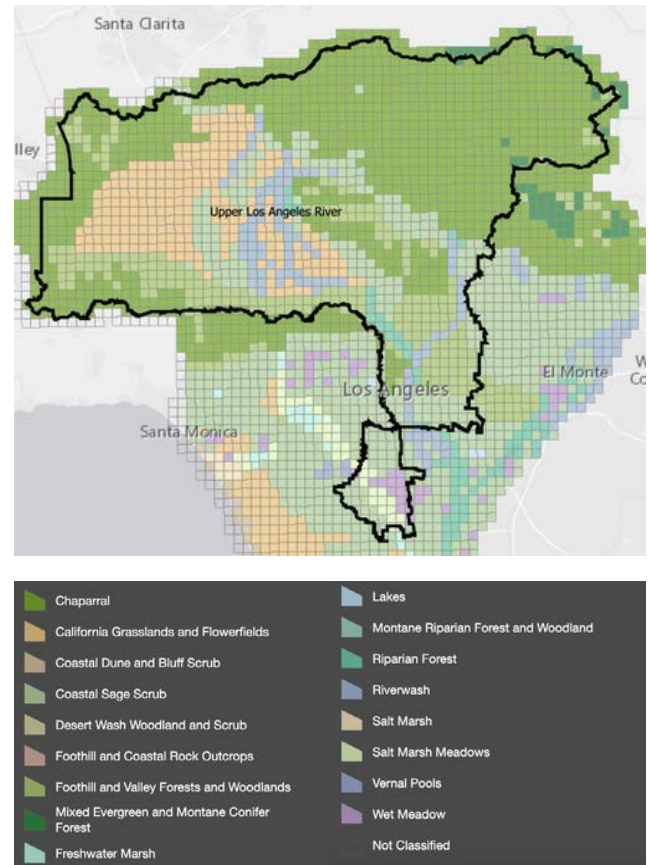 Santa Clarita
lley
Upper Los Angeles River
Los Angeles
El Monte
W
Co
Santa Monica
Chaparral
California Grasslands and Flowerfields
Coastal Dune and Bluff Scrub
Coastal Sage Scrub
Desert Wash Woodland and Scrub
Foothill and Coastal Rock Outcrops
Foothill and Valley Forests and Woodlands
Mixed Evergreen and Montane Conifer
Forest
Freshwater Marsh
Lakes
Montane Riparian Forest and Woodland
Riparian Forest
Riverwash
Salt Marsh
Salt Marsh Meadows
Vernal Pools
Wet Meadow
Not Classified